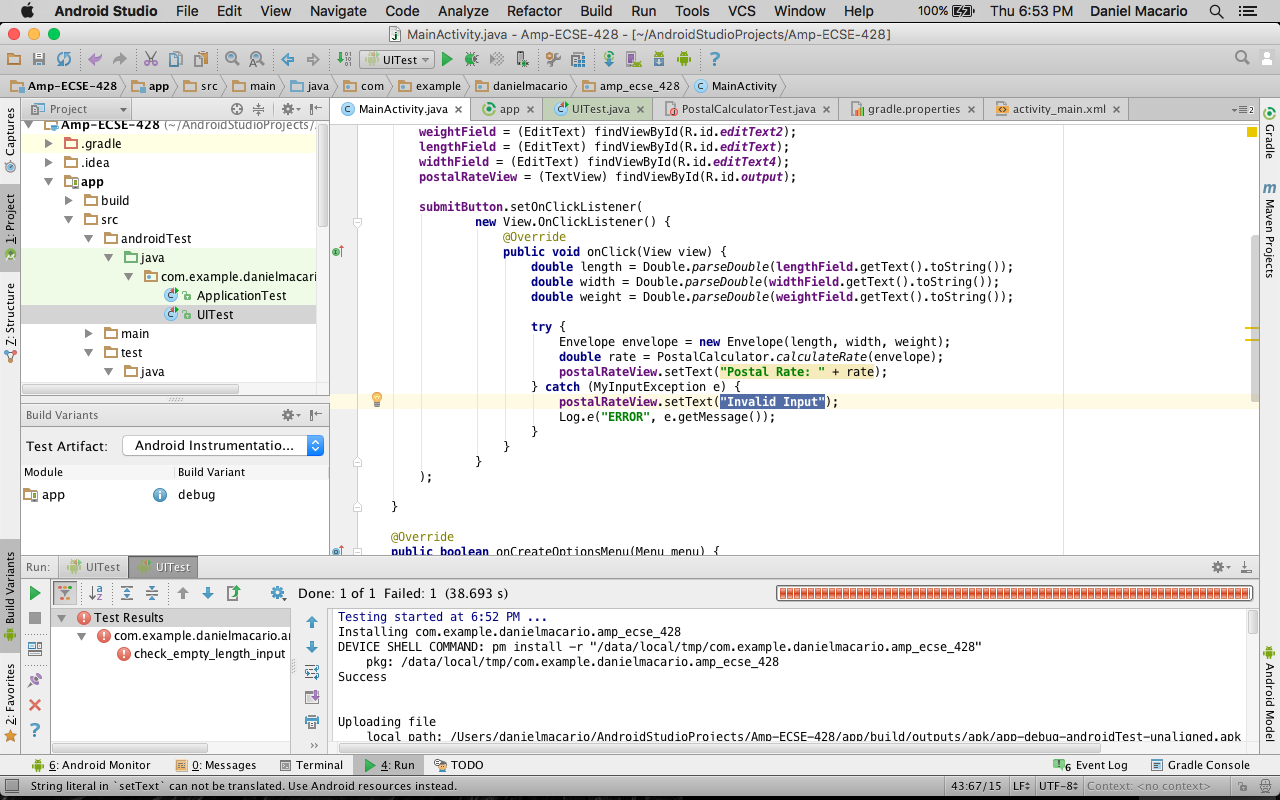 Android Studio File Edit View Navigate Code Analyze Refactor Build Run Tools VCS Window Help 100% Thu 6:53 PM Daniel Macario
MainActivity.java - Amp-ECSE-428 - [~/AndroidStudioProjects/Amp-ECSE-428]
UITest
Amp-ECSE-428 app src main java com example danielmacario amp_ecse_428 MainActivity
Captures
1: Project
Z: Structure
Build Variants
2: Favorites
Project
Amp-ECSE-428 (~/AndroidStudioProjects/
.gradle
.idea
app
build
src
androidTest
java
com.example.danielmacari
ApplicationTest
UITest
main
test
java
Build Variants
Test Artifact: Android Instrumentatio...
Module Build Variant
app debug
MainActivity.java app UITest.java PostalCalculatorTest.java gradle.properties activity_main.xml
2
weightField = (EditText) findViewById(R.id.editText2);
lengthField = (EditText) findViewById(R.id.editText);
widthField = (EditText) findViewById(R.id.editText4);
postalRateView = (TextView) findViewById(R.id.output);
submitButton.setOnClickListener(
new View.OnClickListener() {
@Override
public void onClick(View view) {
double length = Double.parseDouble(lengthField.getText().toString());
double width = Double.parseDouble(widthField.getText().toString());
double weight = Double.parseDouble(weightField.getText().toString());
try {
Envelope envelope = new Envelope(length, width, weight);
double rate = PostalCalculator.calculateRate(envelope);
postalRateView.setText("Postal Rate: " + rate);
} catch (MyInputException e) {
postalRateView.setText("Invalid Input");
Log.e("ERROR", e.getMessage());
}
}
}
);
}
@Override
public boolean onCreateOptionsMenu(Menu menu) {
Gradle
m Maven Projects
Android Model
Run: UITest UITest
Done: 1 of 1 Failed: 1 (38.693 s)
Test Results
com.example.danielmacario.ar
check_empty_length_input
Testing started at 6:52 PM ...
Installing com.example.danielmacario.amp_ecse_428
DEVICE SHELL COMMAND: pm install -r "/data/local/tmp/com.example.danielmacario.amp_ecse_428"
pkg: /data/local/tmp/com.example.danielmacario.amp_ecse_428
Success
Uploading file
local path: /Users/danielmacario/AndroidStudioProjects/Amp-ECSE-428/app/build/outputs/apk/app-debug-androidTest-unaligned.apk
6: Android Monitor 0: Messages Terminal 4: Run TODO 6 Event Log Gradle Console
String literal in `setText` can not be translated. Use Android resources instead. 43:67/15 LF UTF-8 Context: <no context>